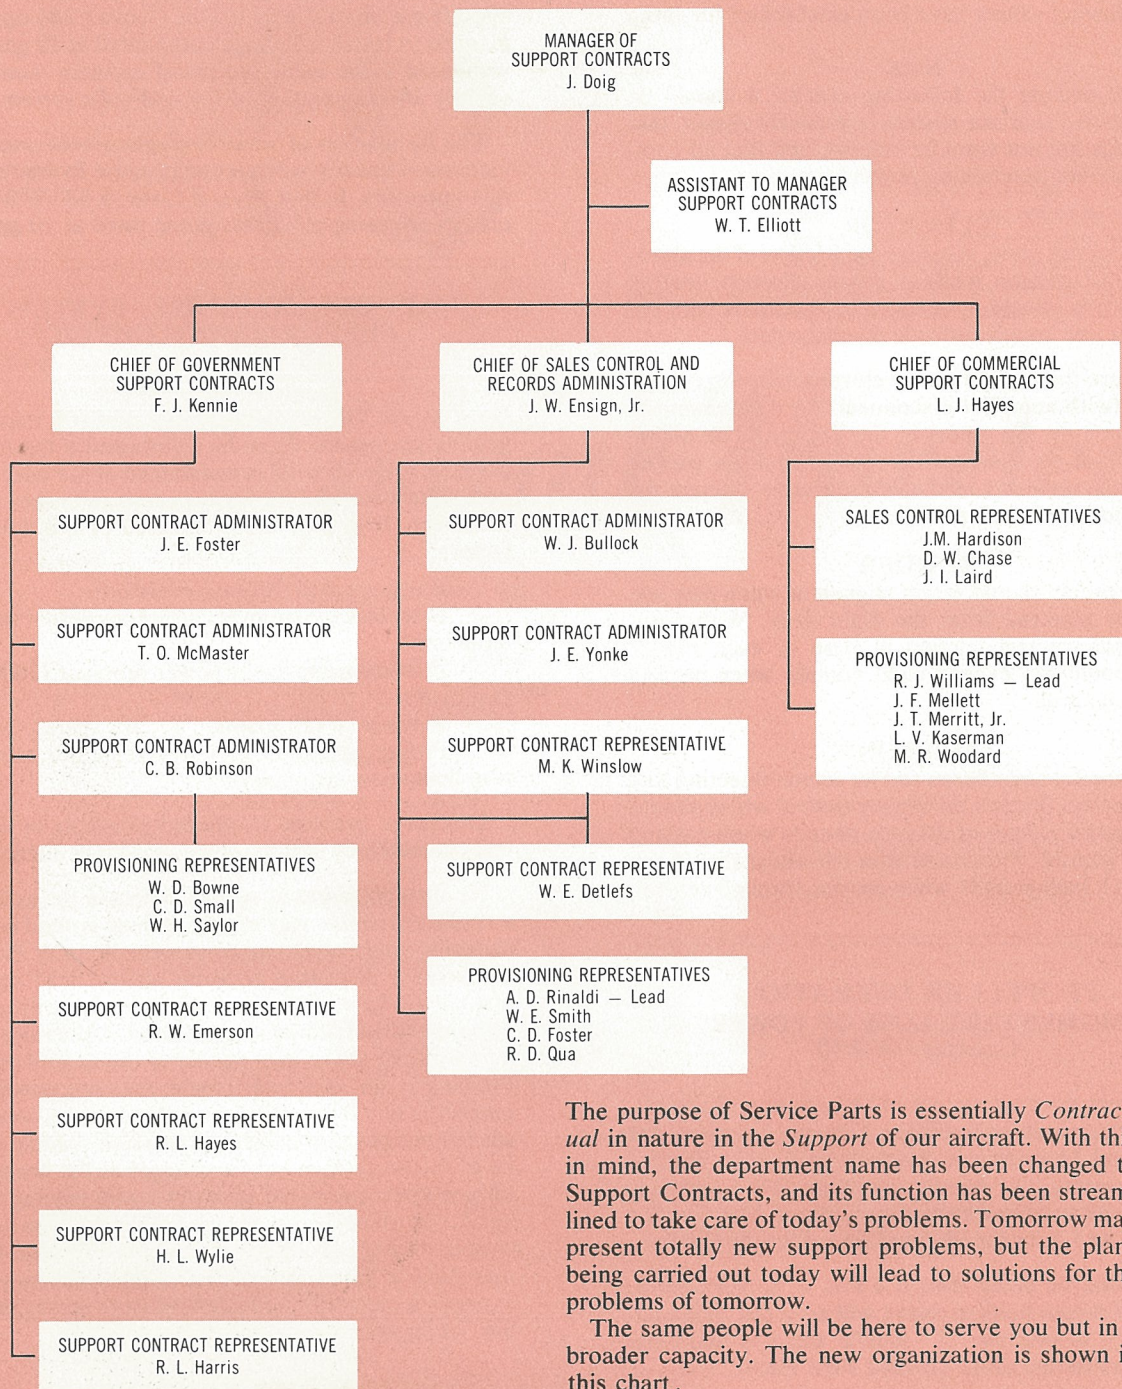 MANAGER OF
SUPPORT CONTRACTS
J. Doig
ASSISTANT TO MANAGER
SUPPORT CONTRACTS
W. T. Elliott
CHIEF OF GOVERNMENT
SUPPORT CONTRACTS
F. J. Kennie
SUPPORT CONTRACT ADMINISTRATOR
J. E. Foster
SUPPORT CONTRACT ADMINISTRATOR
T. O. McMaster
SUPPORT CONTRACT ADMINISTRATOR
C. B. Robinson
PROVISIONING REPRESENTATIVES
W. D. Bowne
C. D. Small
W. H. Saylor
SUPPORT CONTRACT REPRESENTATIVE
R. W. Emerson
SUPPORT CONTRACT REPRESENTATIVE
R. L. Hayes
SUPPORT CONTRACT REPRESENTATIVE
H. L. Wylie
SUPPORT CONTRACT REPRESENTATIVE
R. L. Harris
CHIEF OF SALES CONTROL AND
RECORDS ADMINISTRATION
J. W. Ensign, Jr.
SUPPORT CONTRACT ADMINISTRATOR
W. J. Bullock
SUPPORT CONTRACT ADMINISTRATOR
J. E. Yonke
SUPPORT CONTRACT REPRESENTATIVE
M. K. Winslow
SUPPORT CONTRACT REPRESENTATIVE
W. E. Detlefs
PROVISIONING REPRESENTATIVES
A. D. Rinaldi — Lead
W. E. Smith
C. D. Foster
R. D. Qua
CHIEF OF COMMERCIAL
SUPPORT CONTRACTS
L. J. Hayes
SALES CONTROL REPRESENTATIVES
J.M. Hardison
D. W. Chase
J. I. Laird
PROVISIONING REPRESENTATIVES
R. J. Williams — Lead
J. F. Mellett
J. T. Merritt, Jr.
L. V. Kaserman
M. R. Woodard
The purpose of Service Parts is essentially Contrac
ual in nature in the Support of our aircraft. With th
in mind, the department name has been changed t
Support Contracts, and its function has been stream
lined to take care of today's problems. Tomorrow ma
present totally new support problems, but the plan
being carried out today will lead to solutions for th
problems of tomorrow.
The same people will be here to serve you but in
broader capacity. The new organization is shown i
this chart.